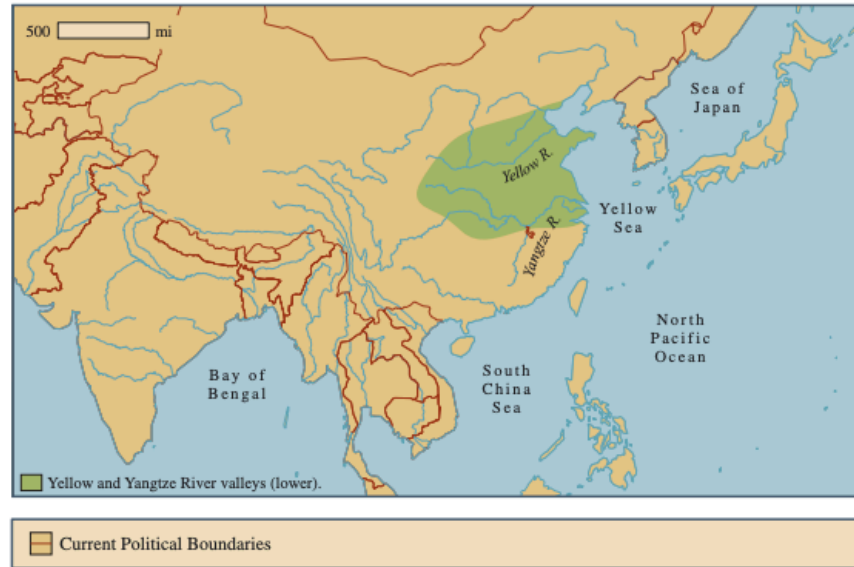 500 mi
Sea of
Japan
Yellow R.
Yellow
Sea
Yangtze R.
North
Pacific
Ocean
South
China
Sea
Bay of
Bengal
Yellow and Yangtze River valleys (lower).
Current Political Boundaries